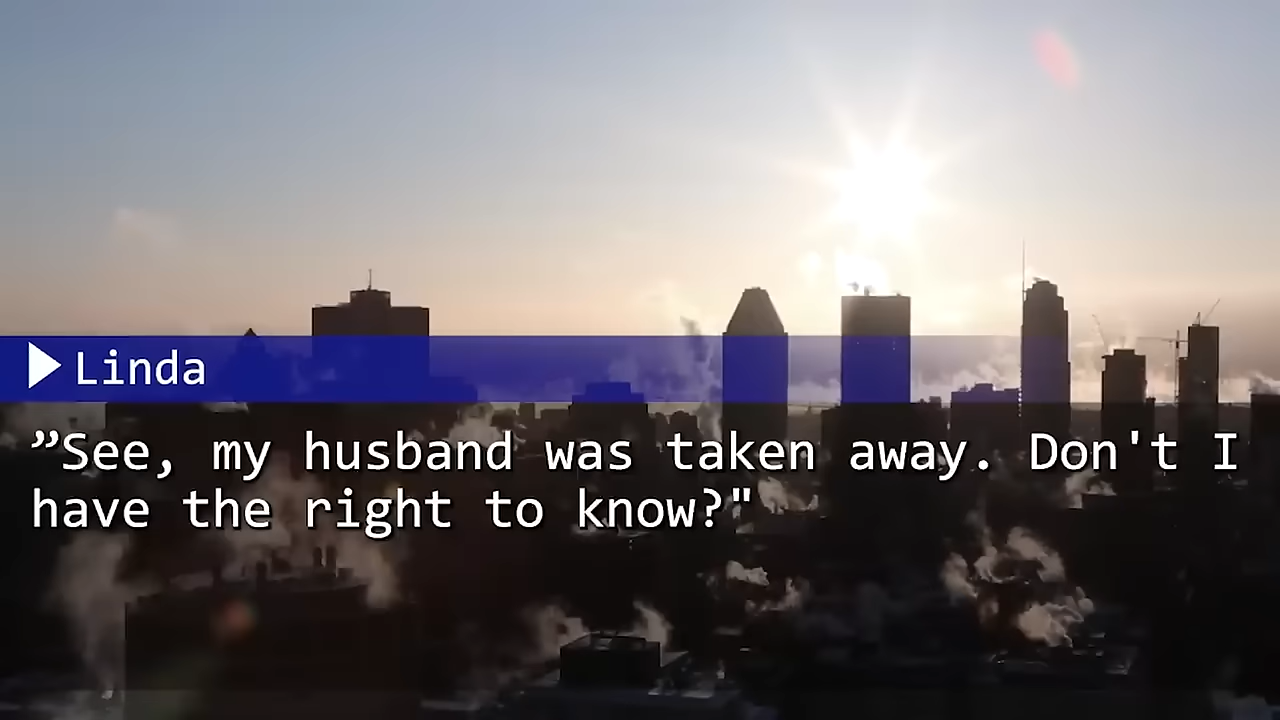 Linda
”See, my husband was taken away. Don't I
have the right to know?"